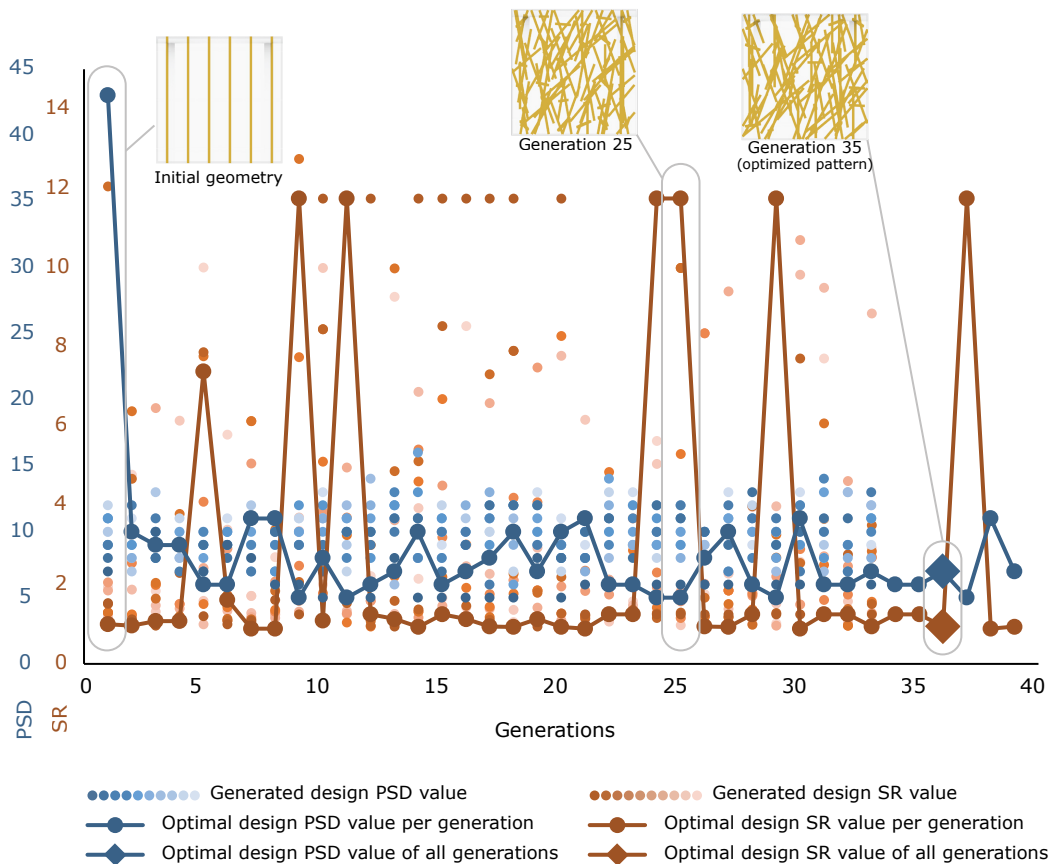 Initial geometry
Generation 25
Generation 35
(optimized pattern)
45
40
35
30
25
20
15
10
5
0
PSD
14
12
10
8
6
4
2
0
SR
0 5 10 15 20 25 30 35 40
Generations
Generated design PSD value
Generated design SR value
Optimal design PSD value per generation
Optimal design SR value per generation
Optimal design PSD value of all generations
Optimal design SR value of all generations